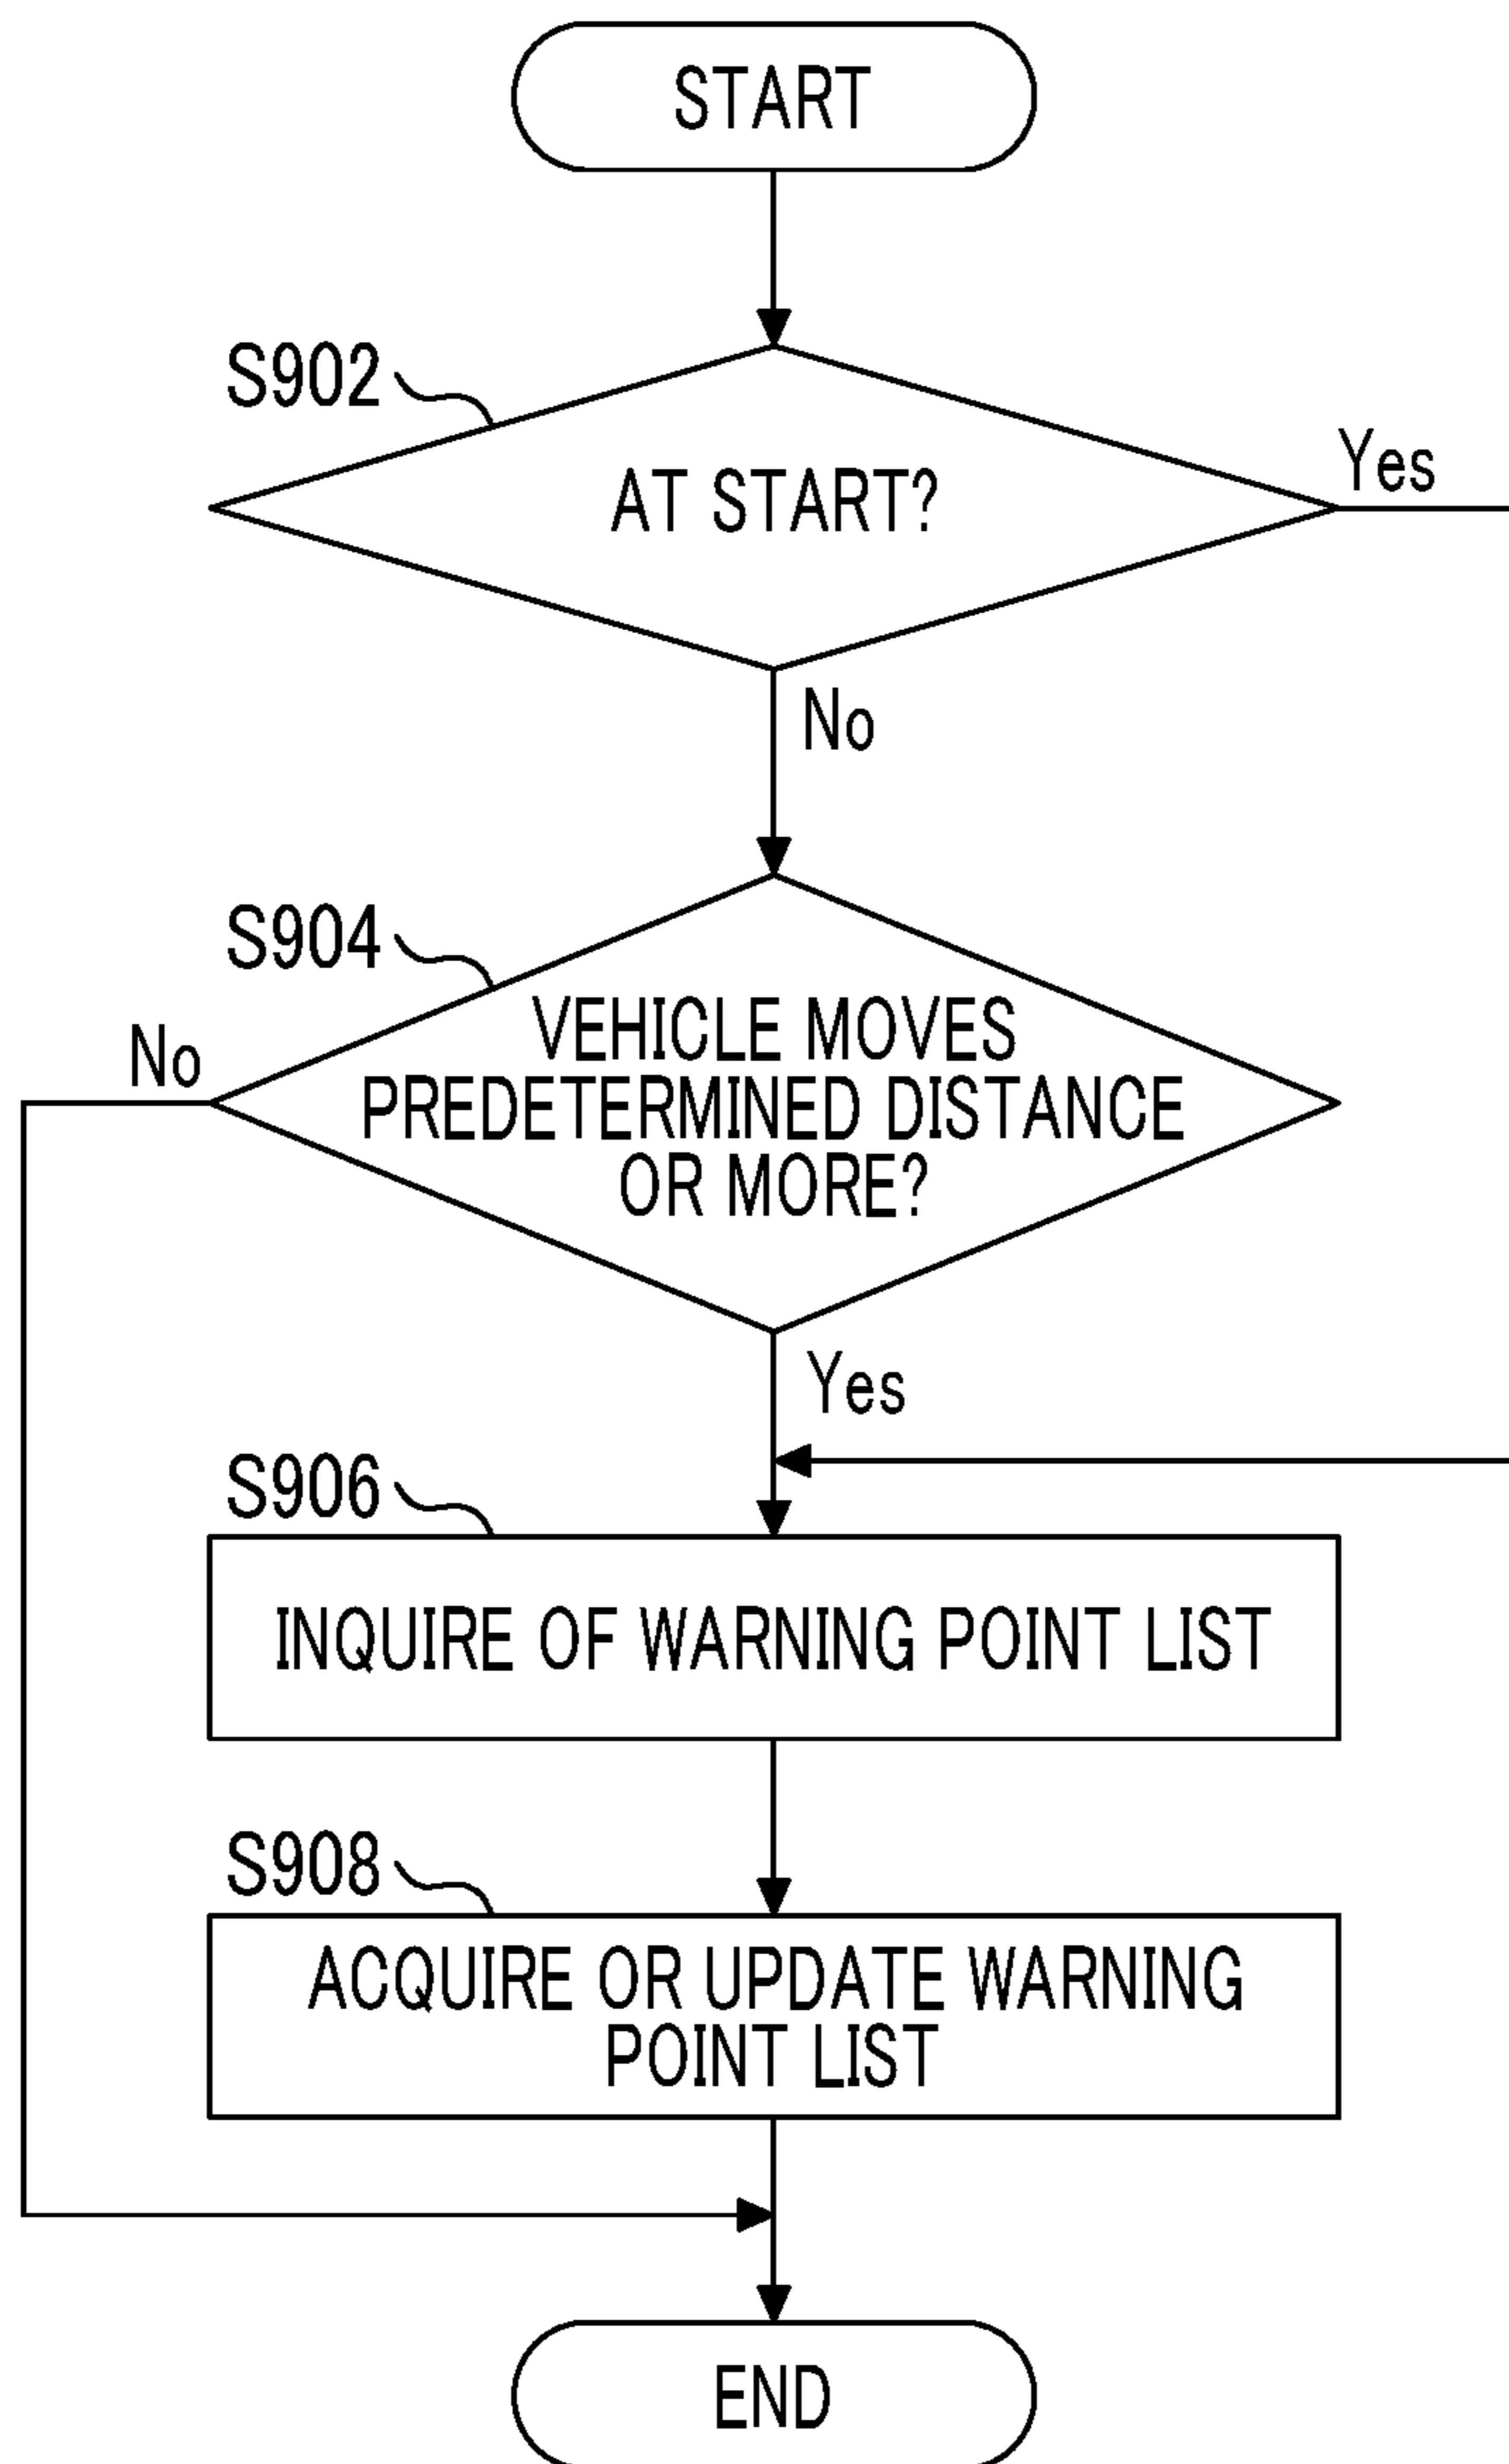 START
S902
AT START?
Yes
No
S904
VEHICLE MOVES
PREDETERMINED DISTANCE
OR MORE?
No
Yes
S906
INQUIRE OF WARNING POINT LIST
S908
ACQUIRE OR UPDATE WARNING
POINT LIST
END